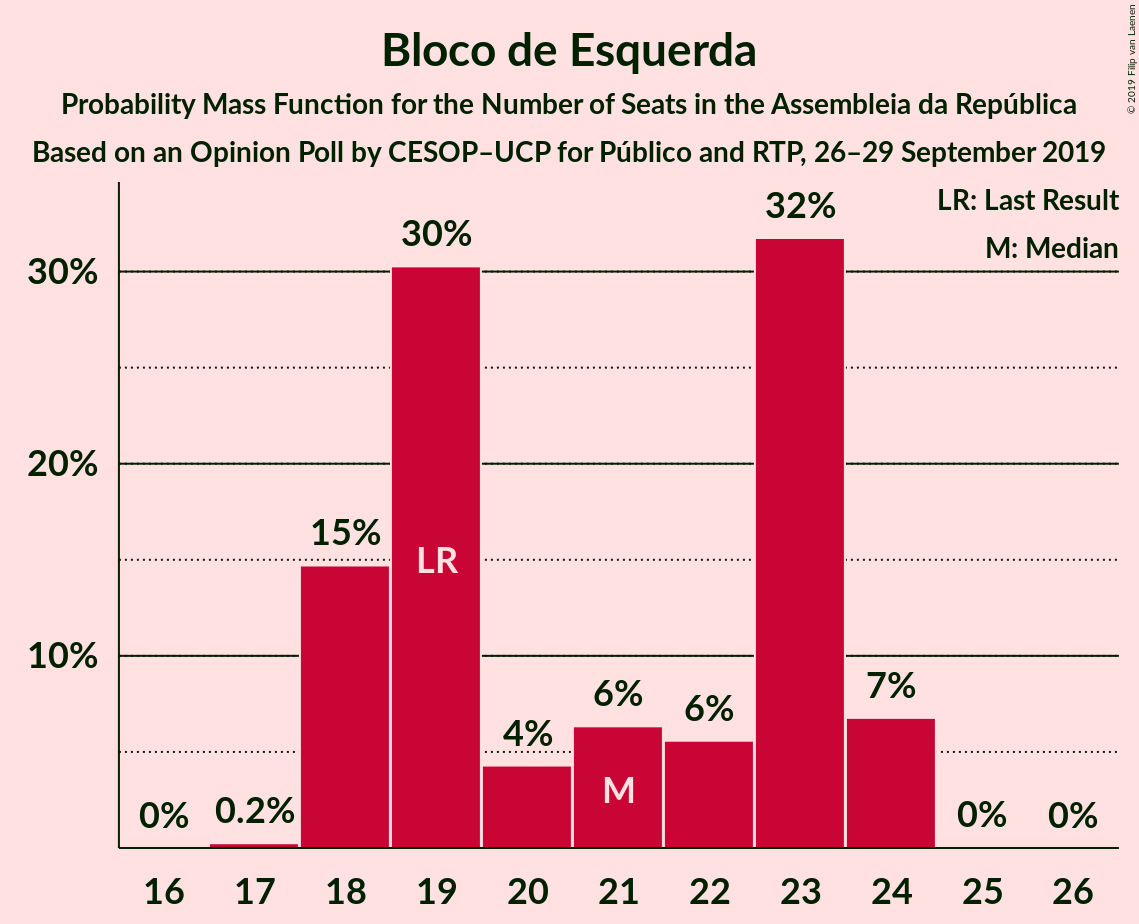 Bloco de Esquerda
Probability Mass Function for the Number of Seats in the Assembleia da República
Based on an Opinion Poll by CESOP–UCP for Público and RTP, 26–29 September 2019
© 2019 Filip van Laenen
LR: Last Result
M: Median
30%
20%
10%
0%
0.2%
15%
30%
4%
6%
6%
32%
7%
0%
0%
LR
M
16 17 18 19 20 21 22 23 24 25 26